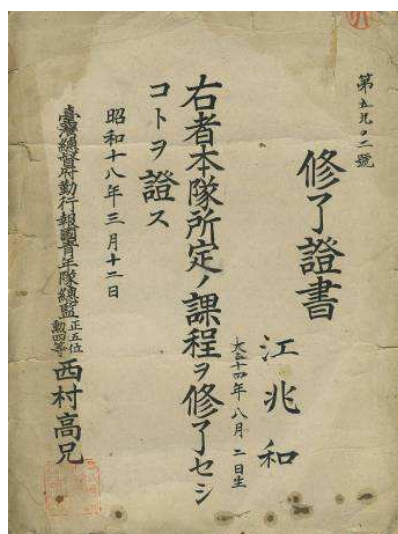 第五九〇二號
修了證書
江兆和
大正十四年八月二日生
右者本隊所定ノ課程ヲ修了セシ
コトヲ證ス
昭和十八年三月十二日
臺灣總督府勤行報國青年隊總監
正五位
勳四等
西村高兄